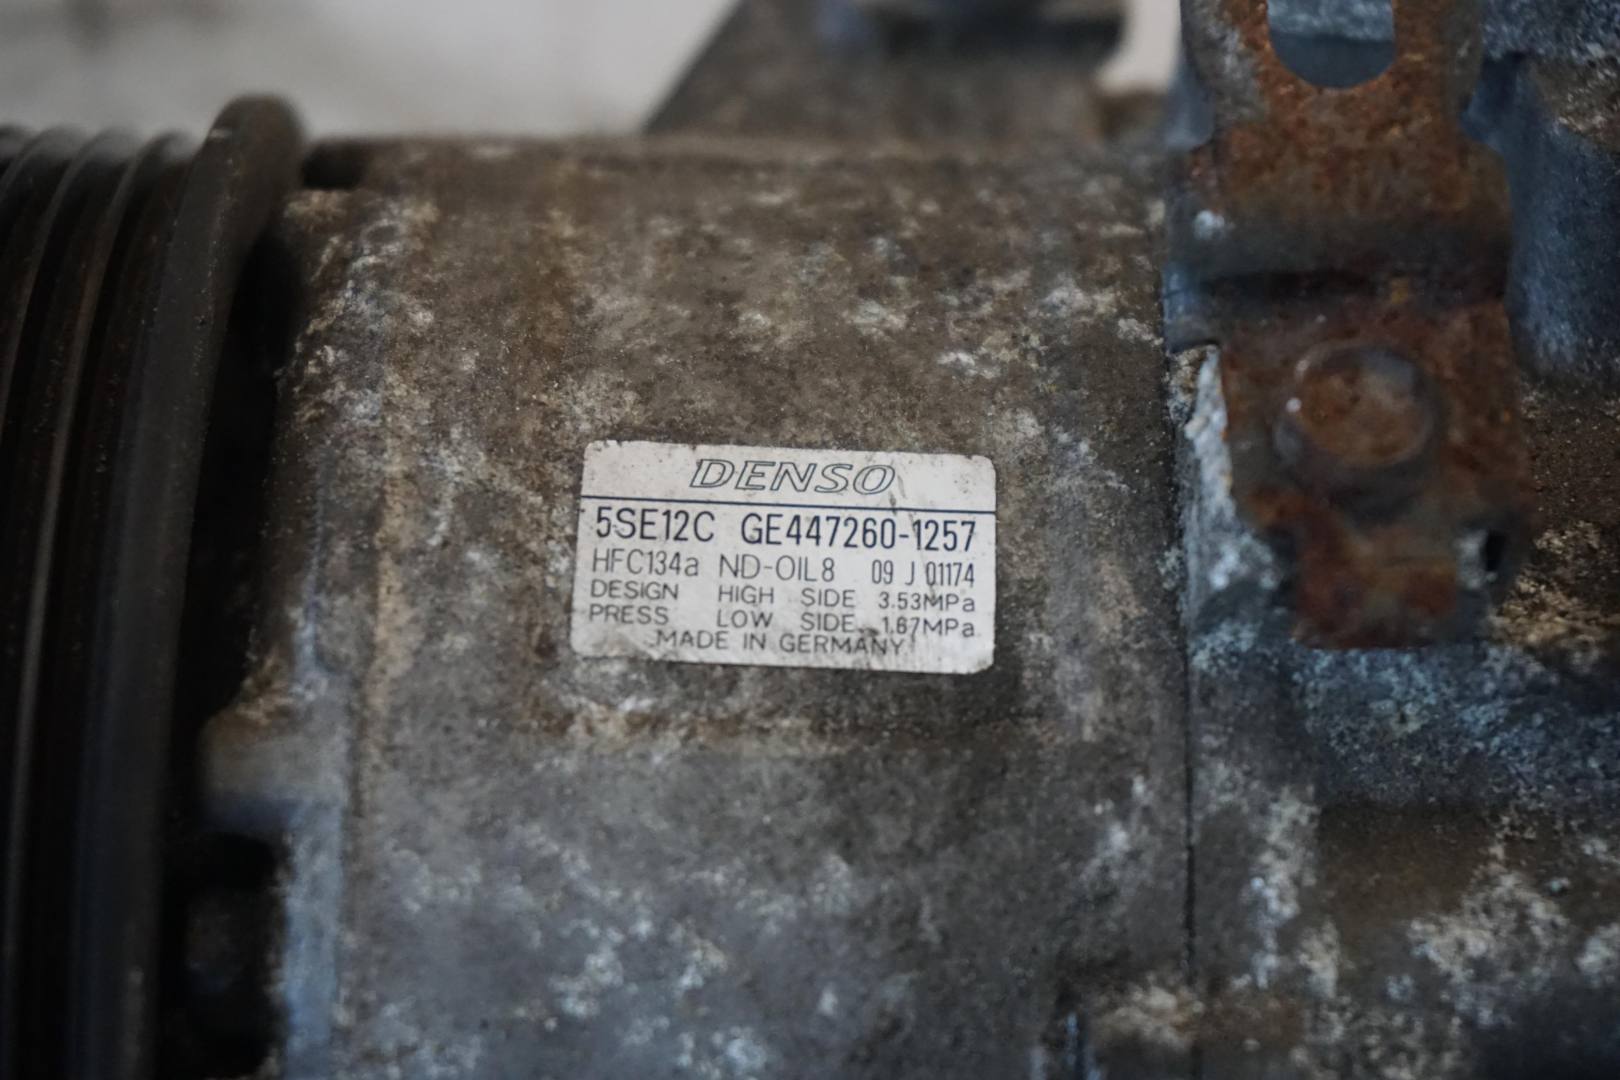 DENSO
5SE12C GE447260-1257
HFC134a ND-OIL8 09 J 01174
DESIGN HIGH SIDE 3.53MPa
PRESS LOW SIDE 1.67MPa
MADE IN GERMANY